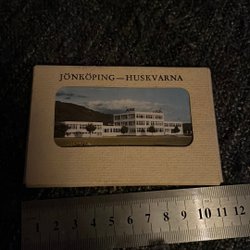 JÖNKÖPING—HUSKVARNA
1 2 3 4 5 6 7 8 9 10 11 12